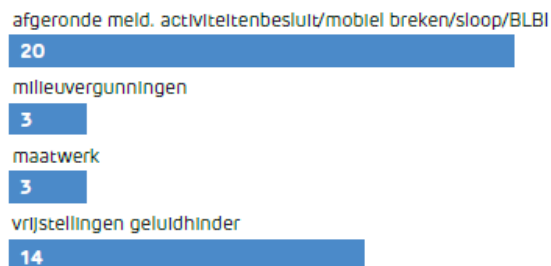 afgeronde meld. activiteitenbesluit/mobiel breken/sloop/BLBI
20
milieuvergunningen
3
maatwerk
3
vrijstellingen geluidhinder
14